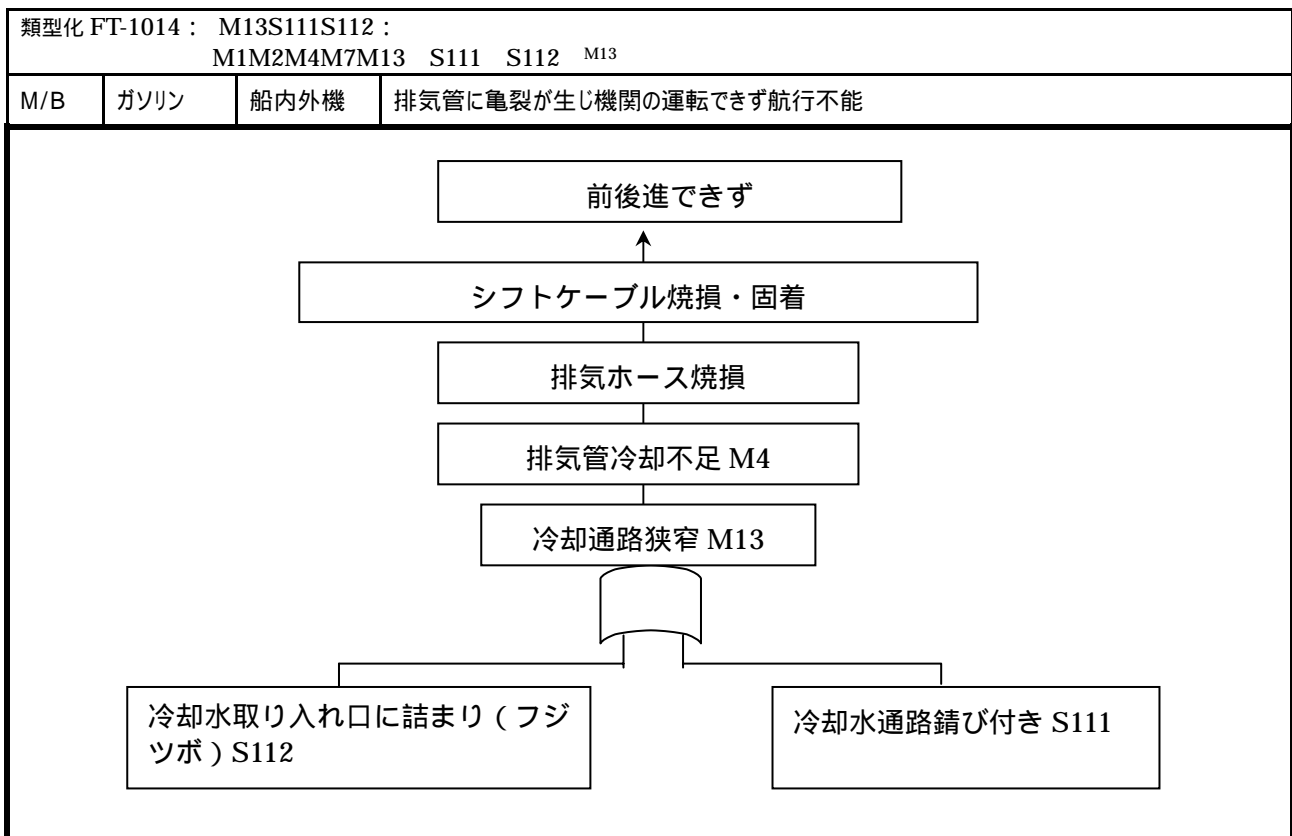 類型化 FT-1014： M13S111S112：
M1M2M4M7M13 S111 S112 M13
M/B ガソリン 船内外機 排気管に亀裂が生じ機関の運転できず航行不能
前後進できず
シフトケーブル焼損・固着
排気ホース焼損
排気管冷却不足 M4
冷却通路狭窄 M13
冷却水取り入れ口に詰まり（フジ
ツボ）S112
冷却水通路錆び付き S111